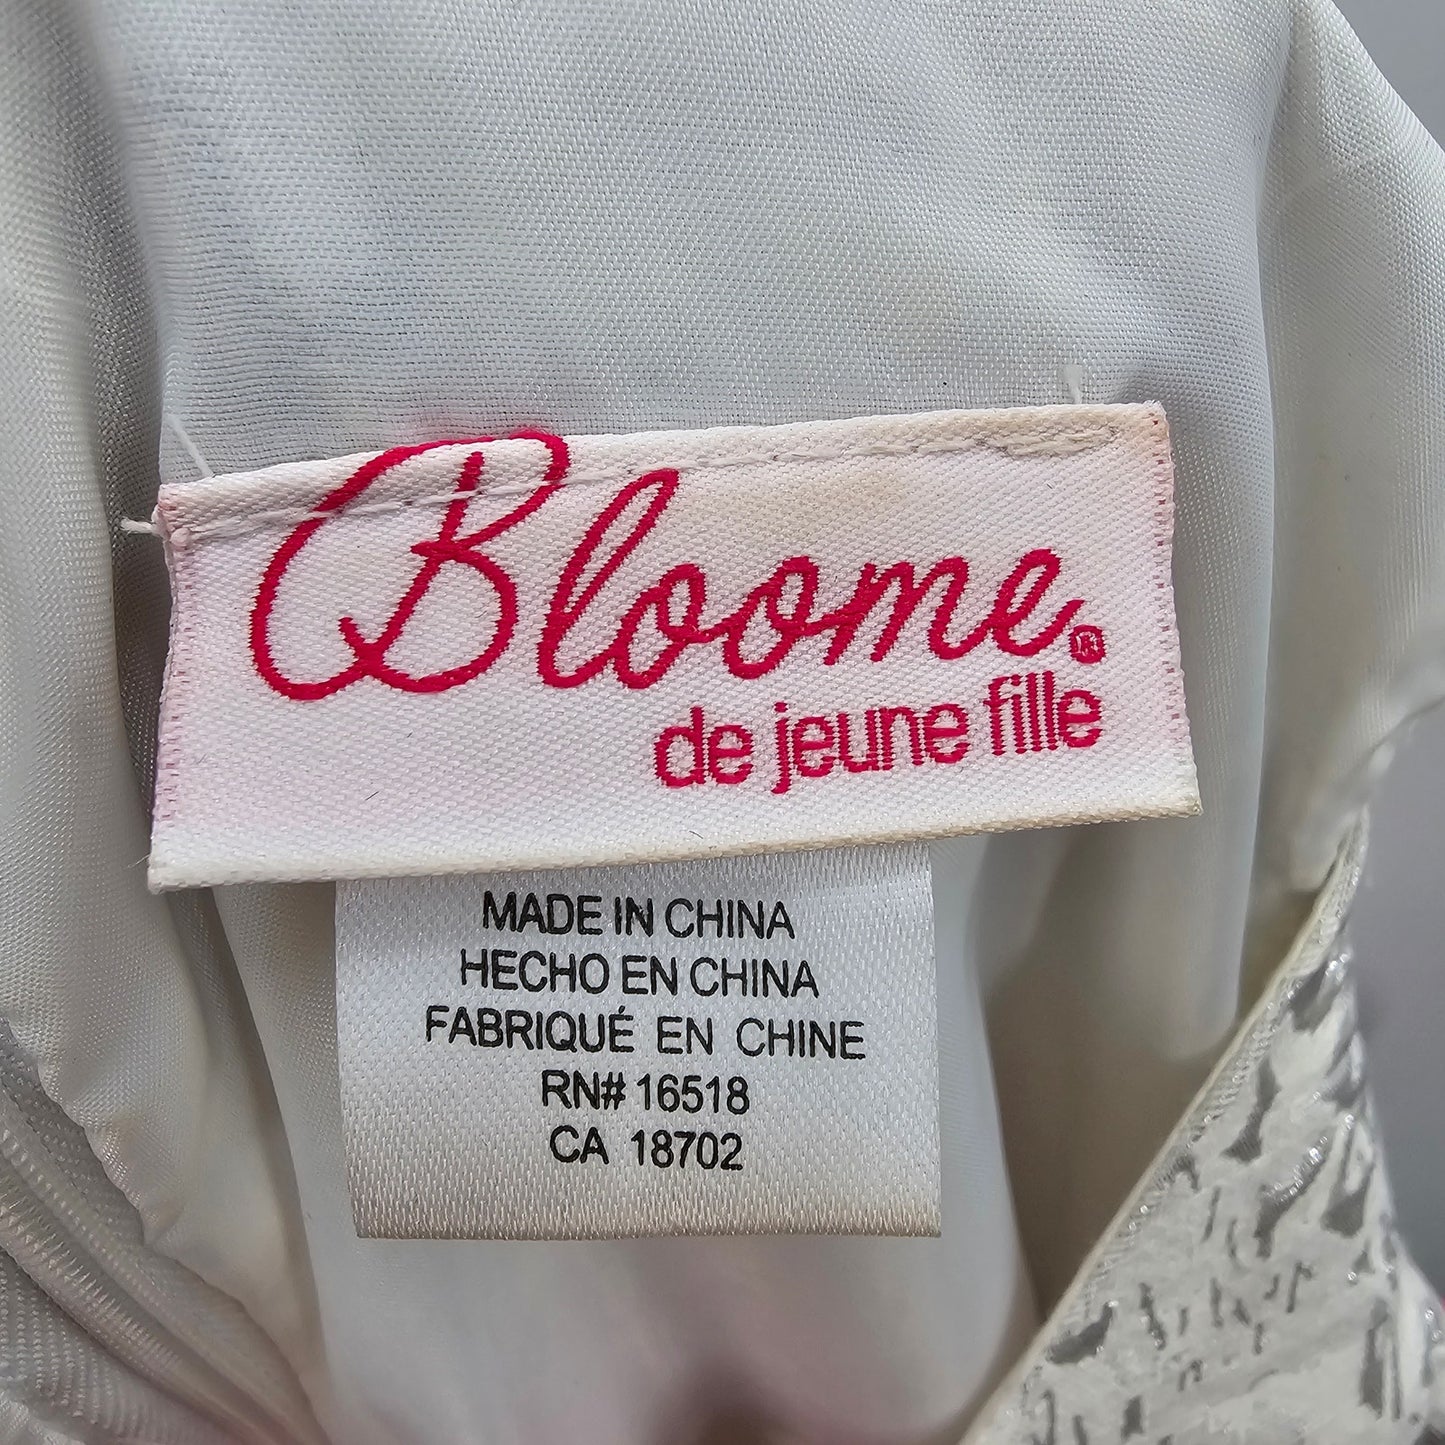 Bloome®
de jeune fille
MADE IN CHINA
HECHO EN CHINA
FABRIQUÉ EN CHINE
RN# 16518
CA 18702